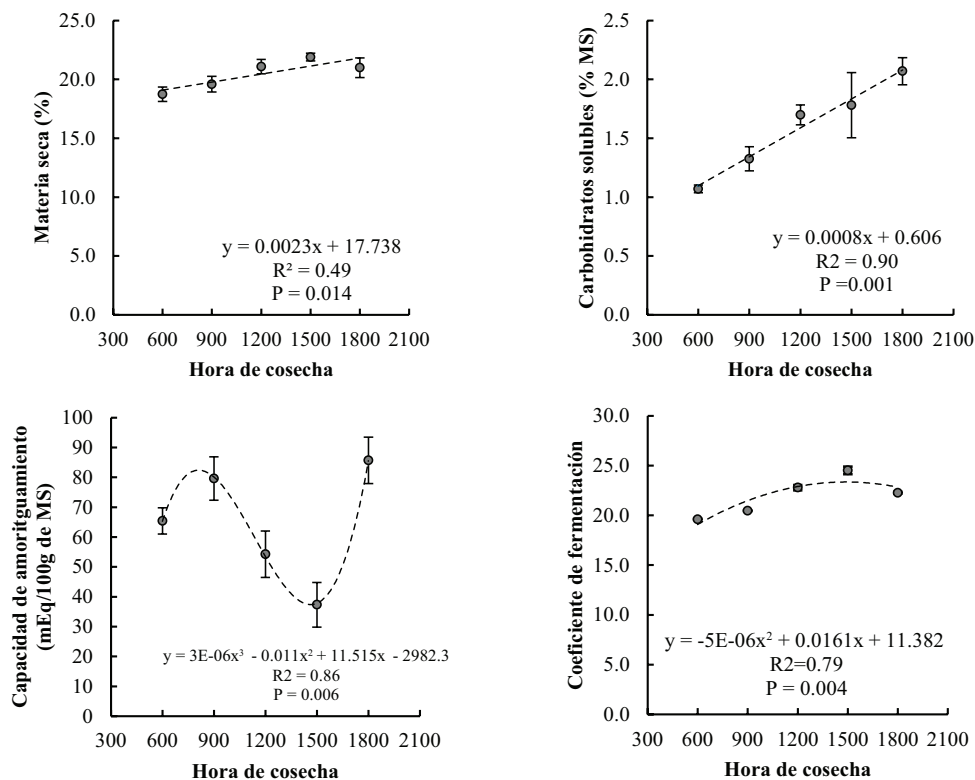 25.0
20.0
15.0
10.0
5.0
0.0
Materia seca (%)
y = 0.0023x + 17.738
R² = 0.49
P = 0.014
300 600 900 1200 1500 1800 2100
Hora de cosecha
2.5
2.0
1.5
1.0
0.5
0.0
Carbohidratos solubles (% MS)
y = 0.0008x + 0.606
R2 = 0.90
P =0.001
300 600 900 1200 1500 1800 2100
Hora de cosecha
100
90
80
70
60
50
40
30
20
10
0
Capacidad de amoritguamiento
(mEq/100g de MS)
y = 3E-06x³ - 0.011x² + 11.515x - 2982.3
R2 = 0.86
P = 0.006
300 600 900 1200 1500 1800 2100
Hora de cosecha
30.0
25.0
20.0
15.0
10.0
5.0
0.0
Coeficiente de fermentación
y = -5E-06x² + 0.0161x + 11.382
R2=0.79
P = 0.004
300 600 900 1200 1500 1800 2100
Hora de cosecha